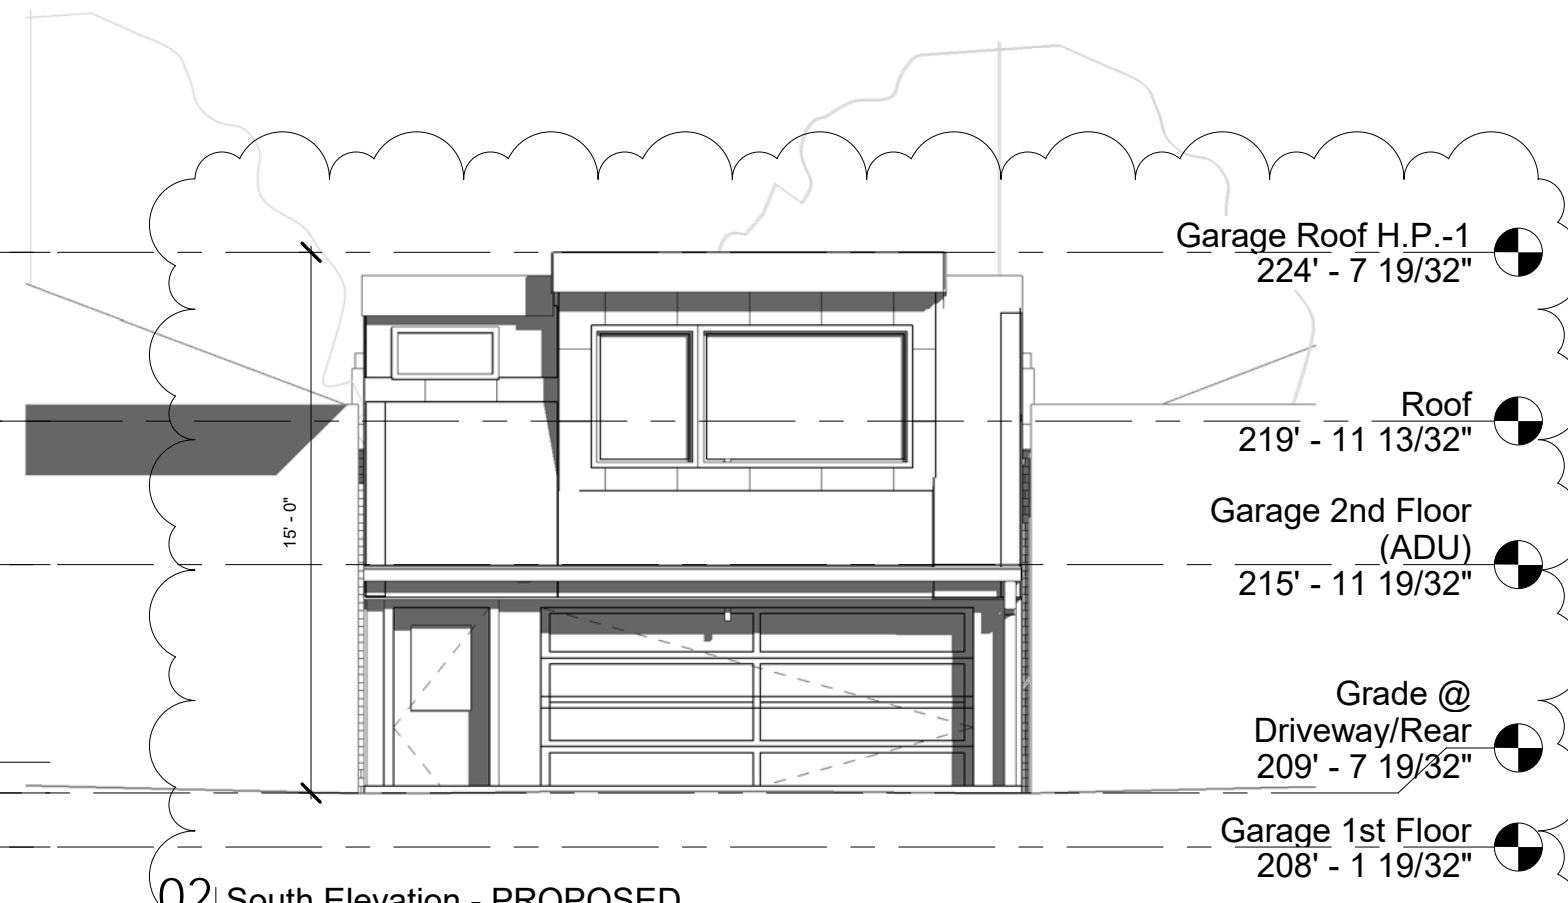 Garage Roof H.P.-1
224' - 7 19/32"
Roof
219' - 11 13/32"
15' - 0"
Garage 2nd Floor
(ADU)
215' - 11 19/32"
Grade @
Driveway/Rear
209' - 7 19/32"
Garage 1st Floor
208' - 1 19/32"
02 South Elevation - PROPOSED